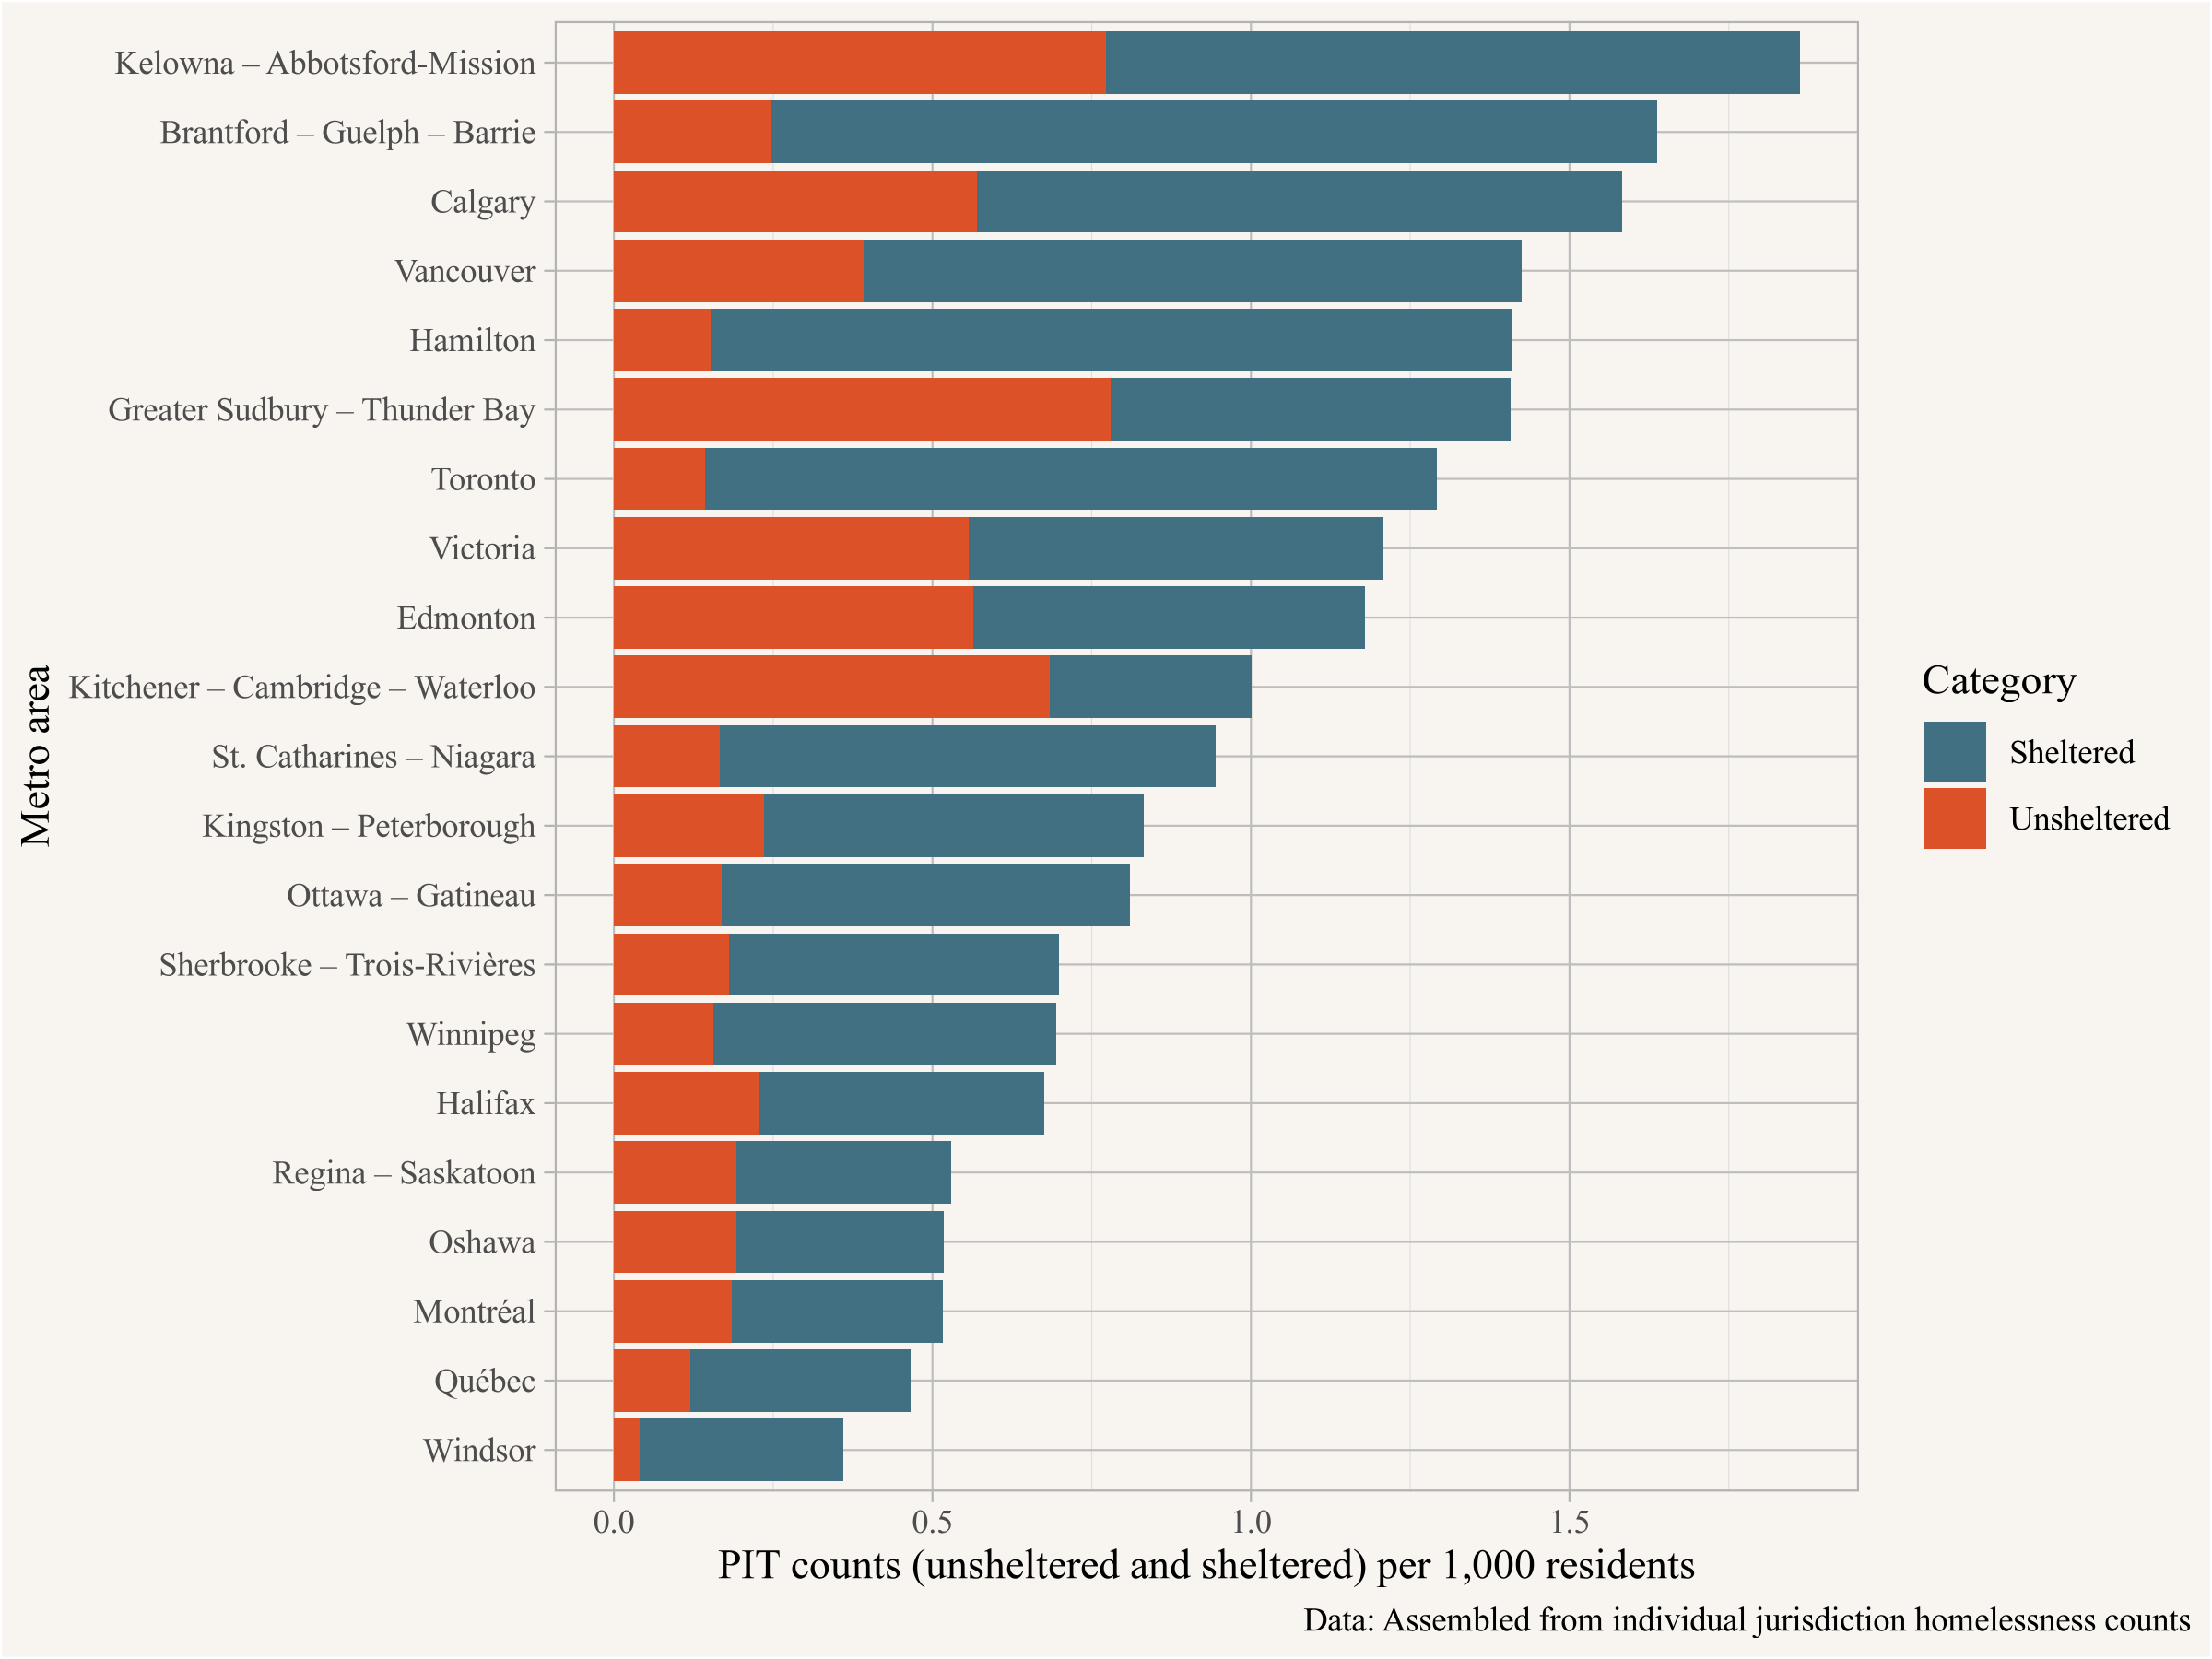 Kelowna – Abbotsford-Mission
Brantford – Guelph – Barrie
Calgary
Vancouver
Hamilton
Greater Sudbury – Thunder Bay
Toronto
Victoria
Edmonton
Kitchener – Cambridge – Waterloo
St. Catharines – Niagara
Kingston – Peterborough
Ottawa – Gatineau
Sherbrooke – Trois-Rivières
Winnipeg
Halifax
Regina – Saskatoon
Oshawa
Montréal
Québec
Windsor
Metro area
0.0 0.5 1.0 1.5
PIT counts (unsheltered and sheltered) per 1,000 residents
Category
Sheltered
Unsheltered
Data: Assembled from individual jurisdiction homelessness counts